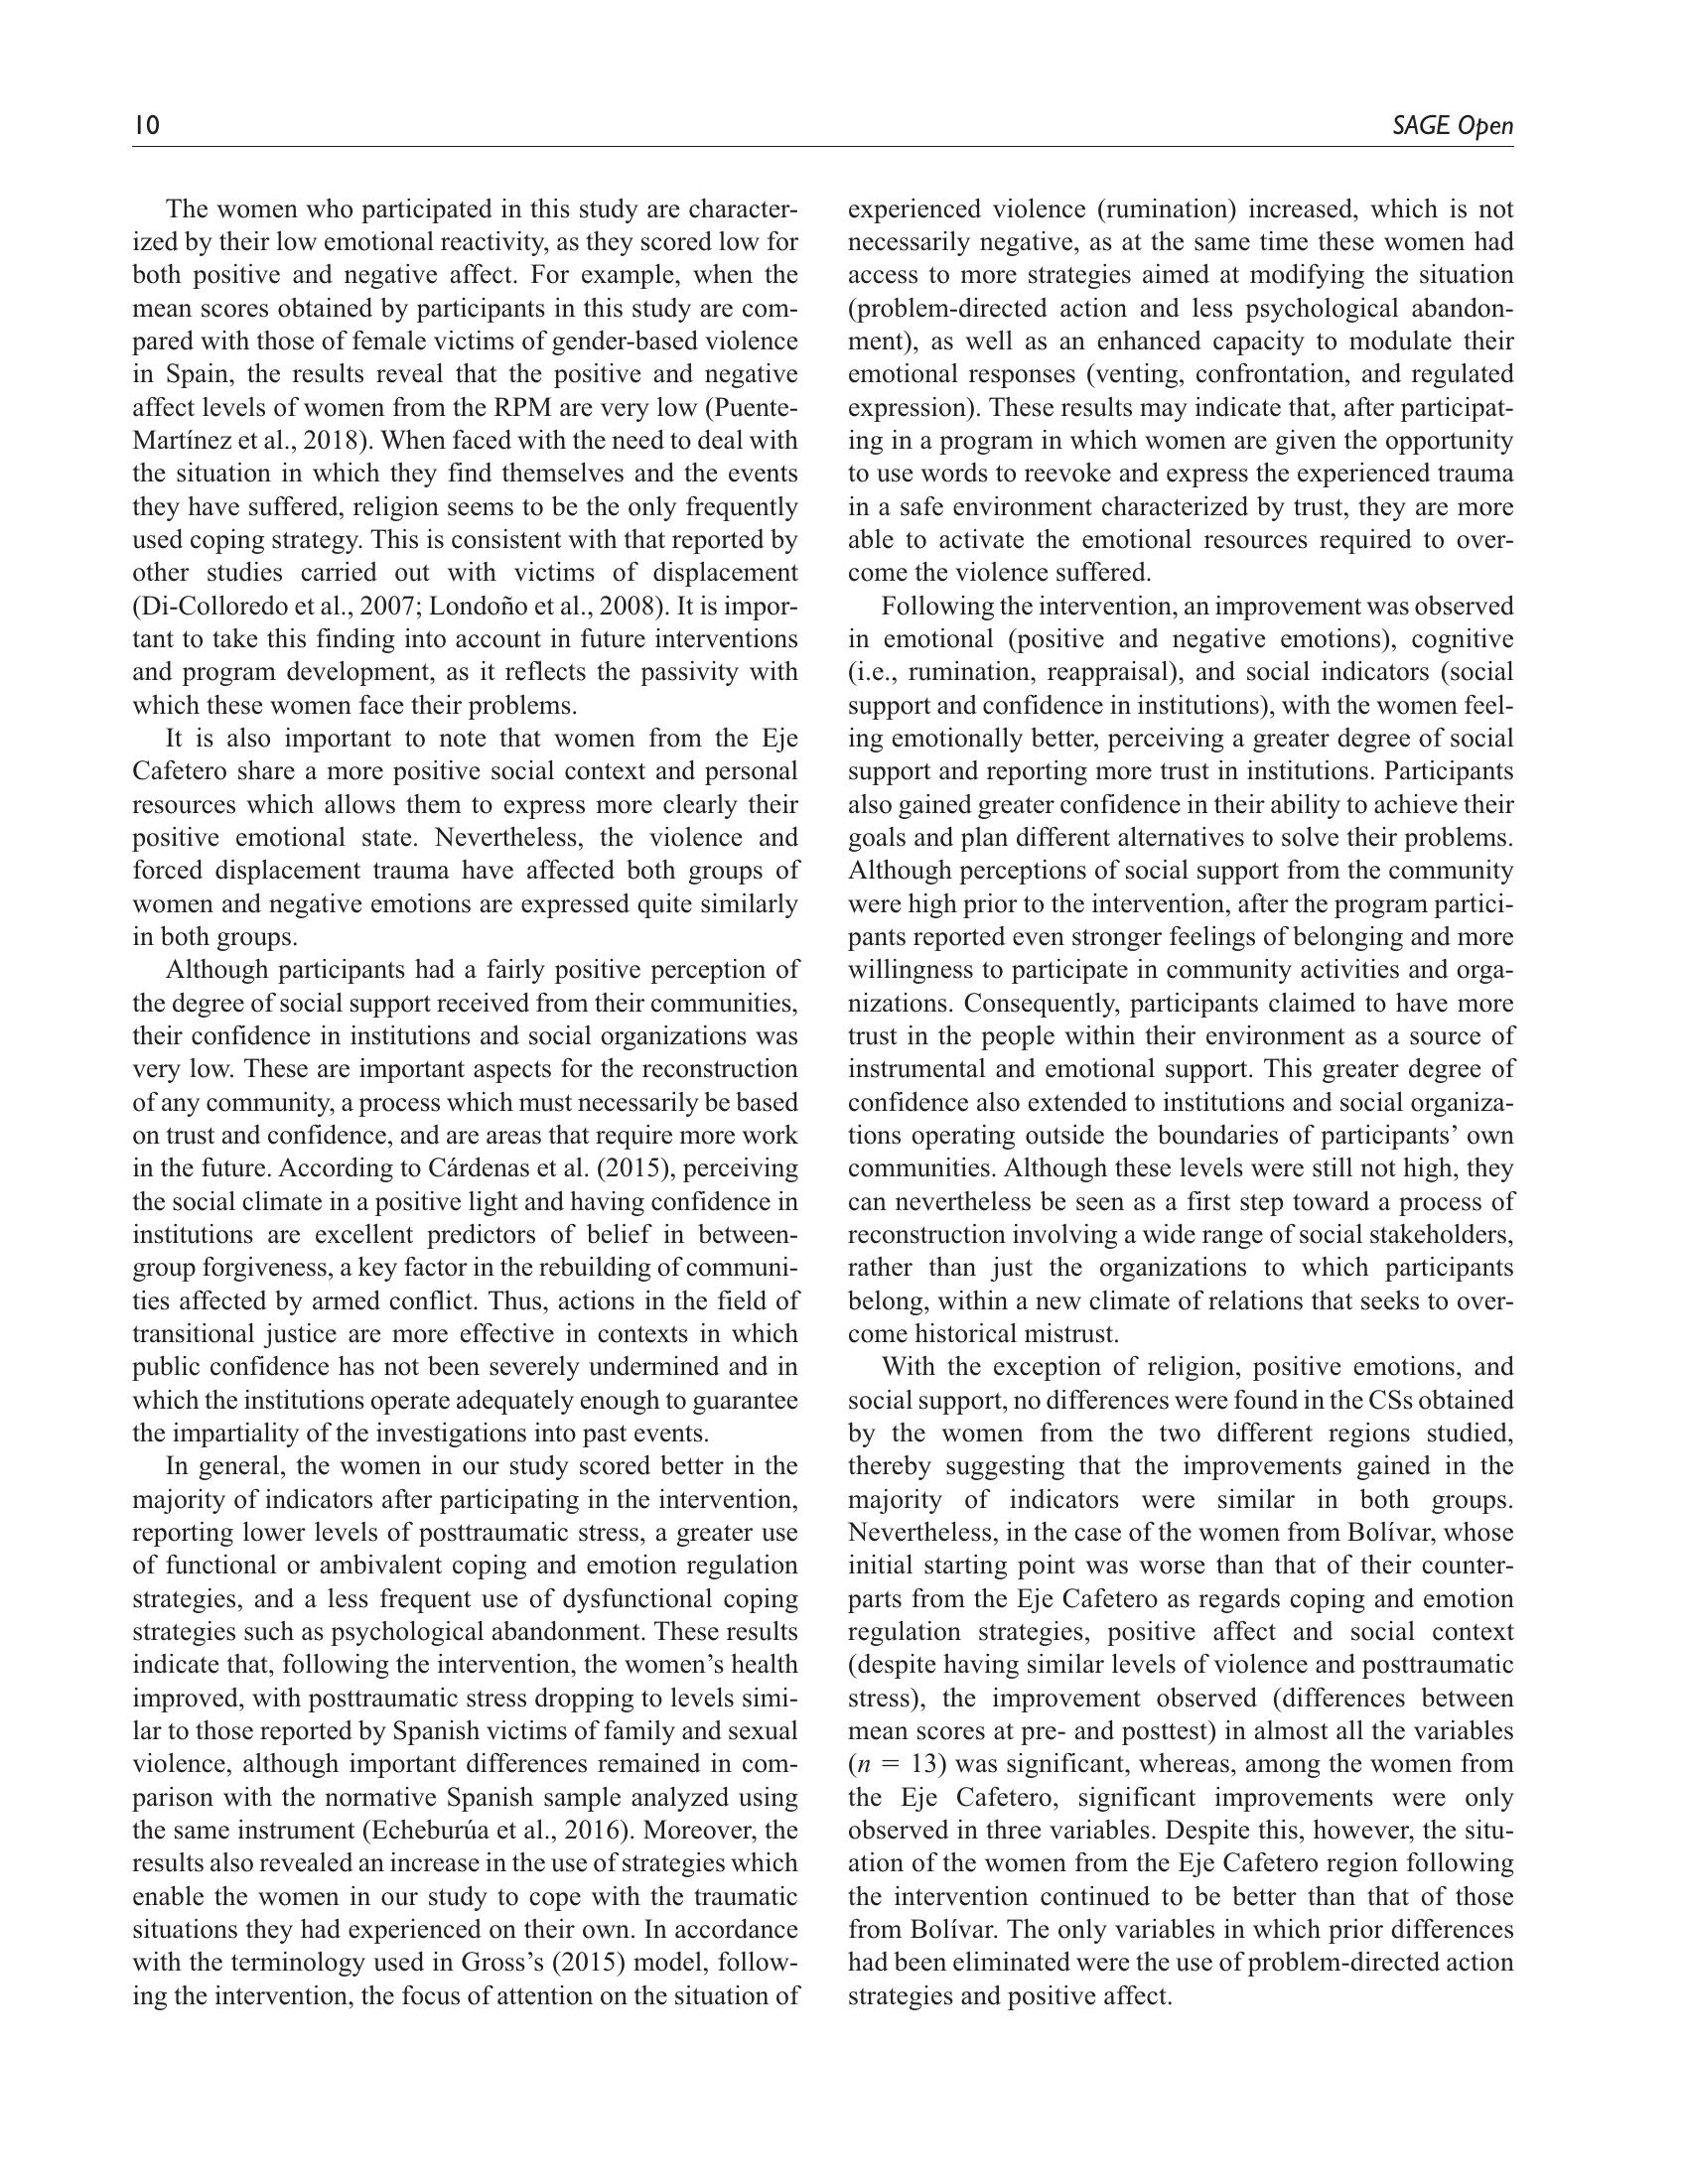 10
SAGE Open
The women who participated in this study are character-
ized by their low emotional reactivity, as they scored low for
both positive and negative affect. For example, when the
mean scores obtained by participants in this study are com-
pared with those of female victims of gender-based violence
in Spain, the results reveal that the positive and negative
affect levels of women from the RPM are very low (Puente-
Martínez et al., 2018). When faced with the need to deal with
the situation in which they find themselves and the events
they have suffered, religion seems to be the only frequently
used coping strategy. This is consistent with that reported by
other studies carried out with victims of displacement
(Di-Colloredo et al., 2007; Londoño et al., 2008). It is impor-
tant to take this finding into account in future interventions
and program development, as it reflects the passivity with
which these women face their problems.
It is also important to note that women from the Eje
Cafetero share a more positive social context and personal
resources which allows them to express more clearly their
positive emotional state. Nevertheless, the violence and
forced displacement trauma have affected both groups of
women and negative emotions are expressed quite similarly
in both groups.
Although participants had a fairly positive perception of
the degree of social support received from their communities,
their confidence in institutions and social organizations was
very low. These are important aspects for the reconstruction
of any community, a process which must necessarily be based
on trust and confidence, and are areas that require more work
in the future. According to Cárdenas et al. (2015), perceiving
the social climate in a positive light and having confidence in
institutions are excellent predictors of belief in between-
group forgiveness, a key factor in the rebuilding of communi-
ties affected by armed conflict. Thus, actions in the field of
transitional justice are more effective in contexts in which
public confidence has not been severely undermined and in
which the institutions operate adequately enough to guarantee
the impartiality of the investigations into past events.
In general, the women in our study scored better in the
majority of indicators after participating in the intervention,
reporting lower levels of posttraumatic stress, a greater use
of functional or ambivalent coping and emotion regulation
strategies, and a less frequent use of dysfunctional coping
strategies such as psychological abandonment. These results
indicate that, following the intervention, the women's health
improved, with posttraumatic stress dropping to levels simi-
lar to those reported by Spanish victims of family and sexual
violence, although important differences remained in com-
parison with the normative Spanish sample analyzed using
the same instrument (Echeburúa et al., 2016). Moreover, the
results also revealed an increase in the use of strategies which
enable the women in our study to cope with the traumatic
situations they had experienced on their own. In accordance
with the terminology used in Gross's (2015) model, follow-
ing the intervention, the focus of attention on the situation of
experienced violence (rumination) increased, which is not
necessarily negative, as at the same time these women had
access to more strategies aimed at modifying the situation
(problem-directed action and less psychological abandon-
ment), as well as an enhanced capacity to modulate their
emotional responses (venting, confrontation, and regulated
expression). These results may indicate that, after participat-
ing in a program in which women are given the opportunity
to use words to reevoke and express the experienced trauma
in a safe environment characterized by trust, they are more
able to activate the emotional resources required to over-
come the violence suffered.
Following the intervention, an improvement was observed
in emotional (positive and negative emotions), cognitive
(i.e., rumination, reappraisal), and social indicators (social
support and confidence in institutions), with the women feel-
ing emotionally better, perceiving a greater degree of social
support and reporting more trust in institutions. Participants
also gained greater confidence in their ability to achieve their
goals and plan different alternatives to solve their problems.
Although perceptions of social support from the community
were high prior to the intervention, after the program partici-
pants reported even stronger feelings of belonging and more
willingness to participate in community activities and orga-
nizations. Consequently, participants claimed to have more
trust in the people within their environment as a source of
instrumental and emotional support. This greater degree of
confidence also extended to institutions and social organiza-
tions operating outside the boundaries of participants' own
communities. Although these levels were still not high, they
can nevertheless be seen as a first step toward a process of
reconstruction involving a wide range of social stakeholders,
rather than just the organizations to which participants
belong, within a new climate of relations that seeks to over-
come historical mistrust.
With the exception of religion, positive emotions, and
social support, no differences were found in the CSs obtained
by the women from the two different regions studied,
thereby suggesting that the improvements gained in the
majority of indicators were similar in both groups.
Nevertheless, in the case of the women from Bolívar, whose
initial starting point was worse than that of their counter-
parts from the Eje Cafetero as regards coping and emotion
regulation strategies, positive affect and social context
(despite having similar levels of violence and posttraumatic
stress), the improvement observed (differences between
mean scores at pre- and posttest) in almost all the variables
(n = 13) was significant, whereas, among the women from
the Eje Cafetero, significant improvements were only
observed in three variables. Despite this, however, the situ-
ation of the women from the Eje Cafetero region following
the intervention continued to be better than that of those
from Bolívar. The only variables in which prior differences
had been eliminated were the use of problem-directed action
strategies and positive affect.